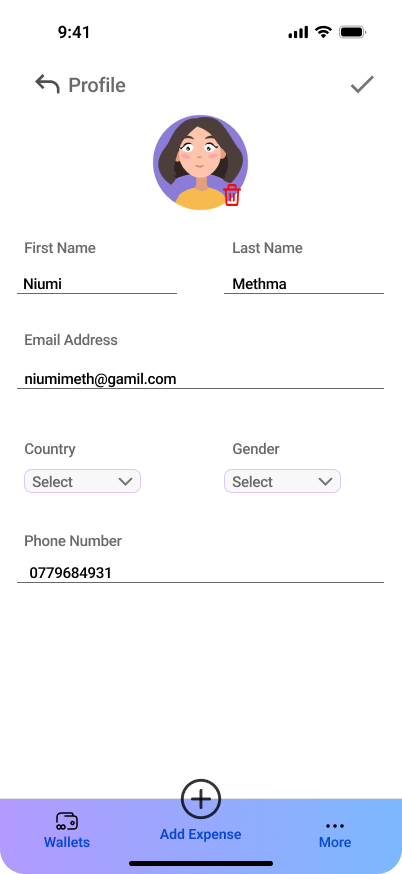 9:41
Profile
First Name Last Name
Niumi Methma
Email Address
niumimeth@gamil.com
Country Gender
Select Select
Phone Number
0779684931
Wallets Add Expense More